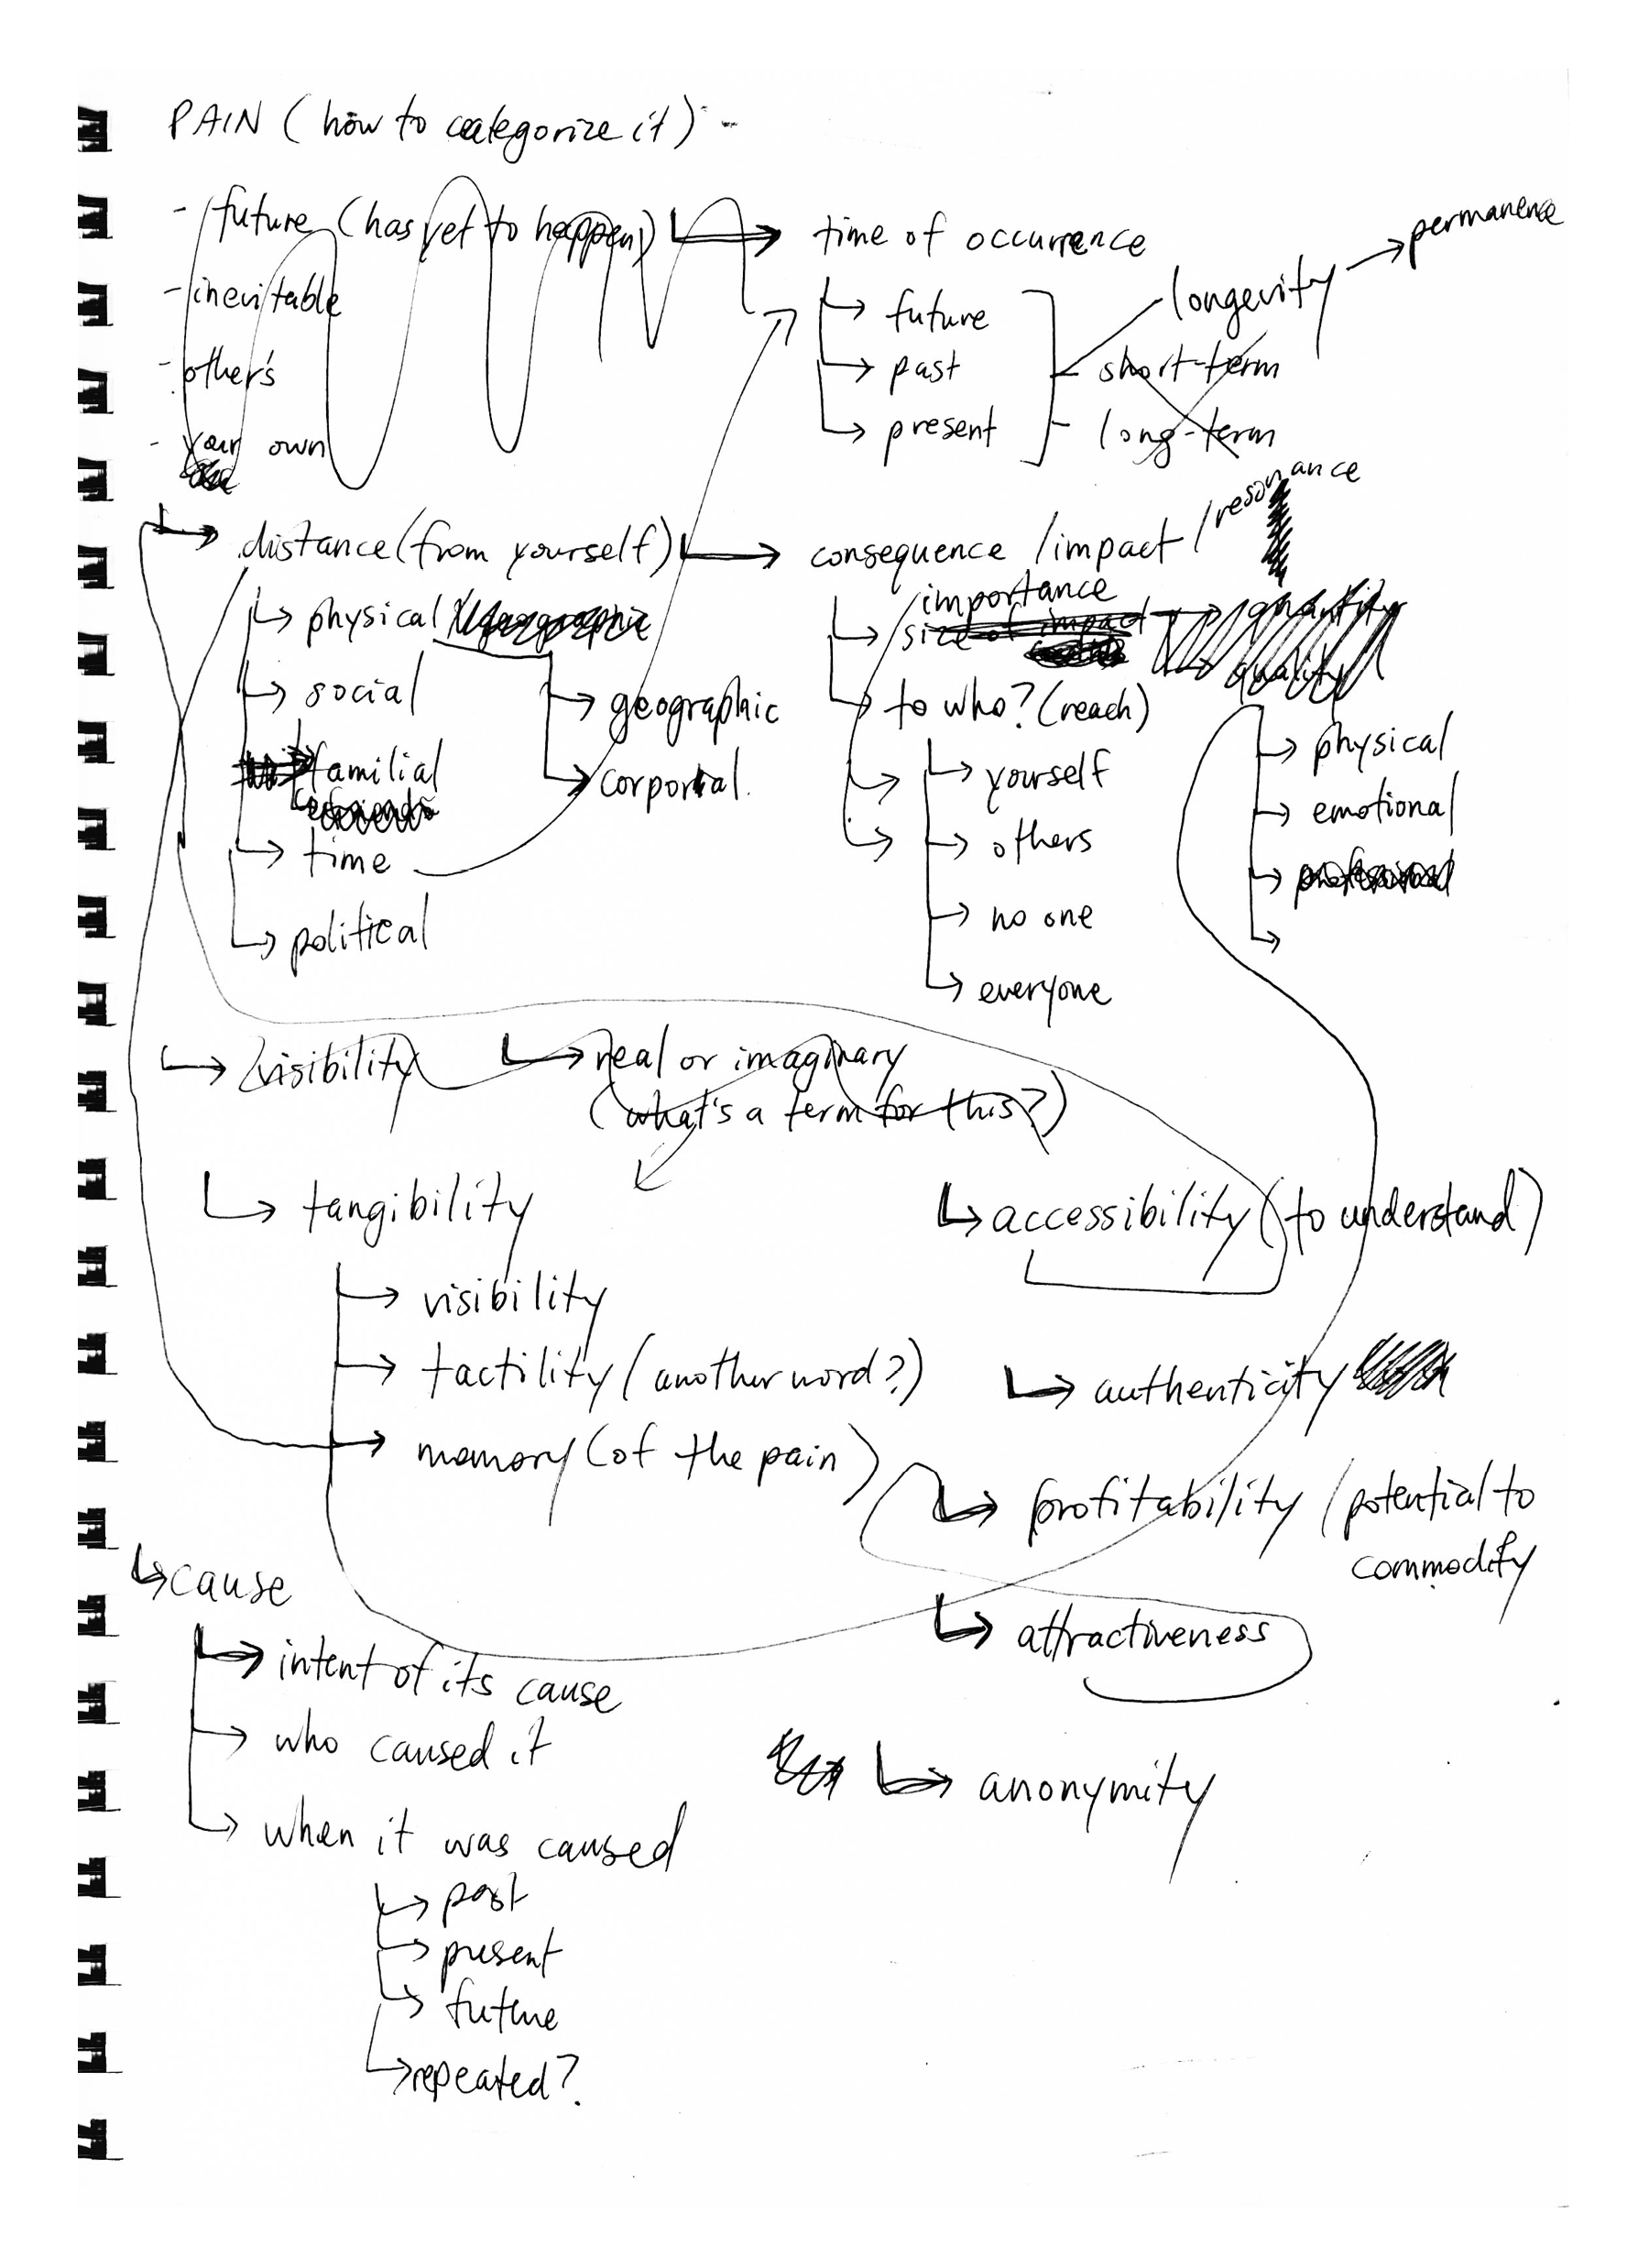 PAIN (how to categorize it) -
- future (has yet to happen)
- inevitable
- other's
- your own
time of occurrence
future
past
present
longevity
permanence
short-term
long-term
distance (from yourself)
physical
geographic
corporal
social
familial
time
political
consequence / impact / resonance
importance
size of impact
quantity
quality
to who? (reach)
yourself
others
no one
everyone
physical
emotional
visibility
real or imaginary
(what's a term for this?)
tangibility
visibility
tactility (another word?)
memory (of the pain)
accessibility (to understand)
authenticity
profitability / potential to
commodify
attractiveness
anonymity
cause
intent of its cause
who caused it
when it was caused
past
present
future
repeated?